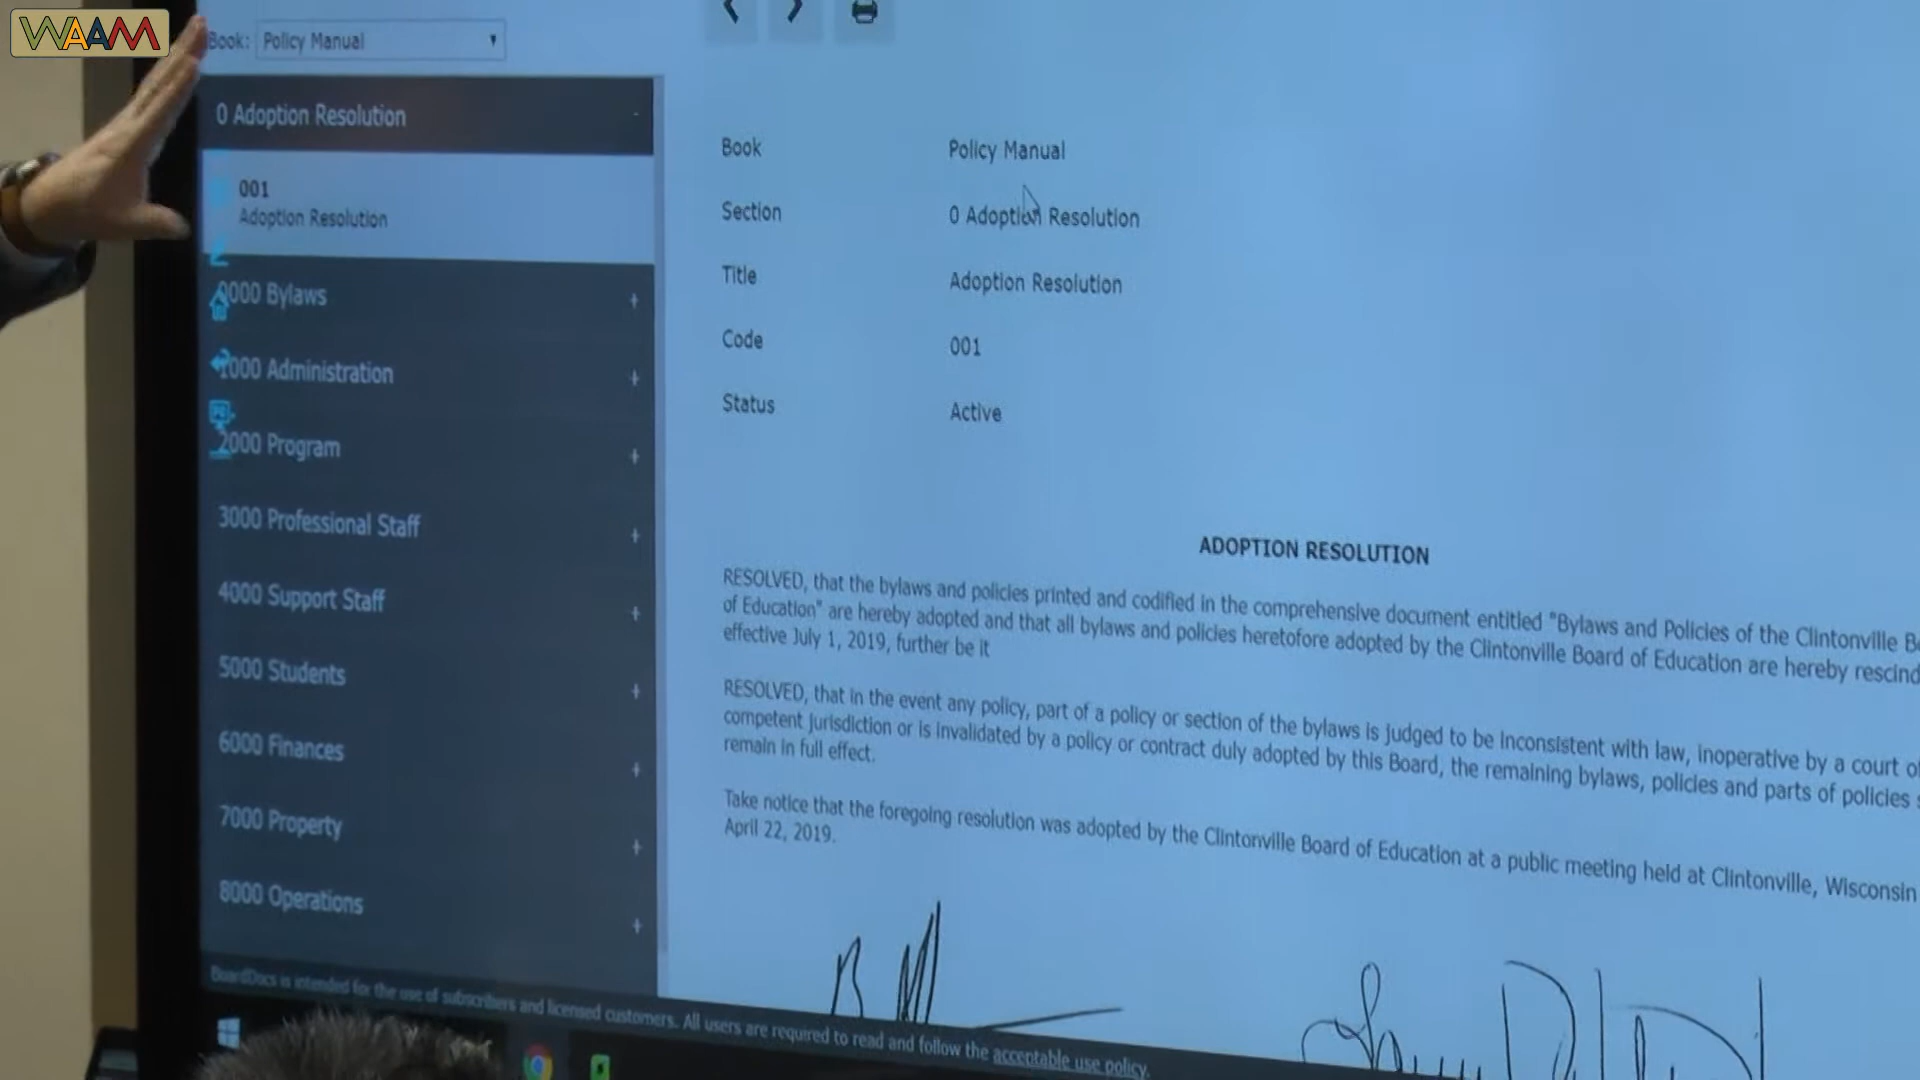 WAAM
Book: Policy Manual
0 Adoption Resolution
001
Adoption Resolution
0000 Bylaws
1000 Administration
2000 Program
3000 Professional Staff
4000 Support Staff
5000 Students
6000 Finances
7000 Property
8000 Operations
Book Policy Manual
Section 0 Adoption Resolution
Title Adoption Resolution
Code 001
Status Active
ADOPTION RESOLUTION
RESOLVED, that the bylaws and policies printed and codified in the comprehensive document entitled "Bylaws and Policies of the Clintonville
of Education" are hereby adopted and that all bylaws and policies heretofore adopted by the Clintonville Board of Education are hereby rescind
effective July 1, 2019, further be it
RESOLVED, that in the event any policy, part of a policy or section of the bylaws is judged to be inconsistent with law, inoperative by a court of
competent jurisdiction or is invalidated by a policy or contract duly adopted by this Board, the remaining bylaws, policies and parts of policies
remain in full effect.
Take notice that the foregoing resolution was adopted by the Clintonville Board of Education at a public meeting held at Clintonville, Wisconsin
April 22, 2019.
BoardDocs is intended for the use of subscribers and licensed customers. All users are required to read and follow the acceptable use policy.